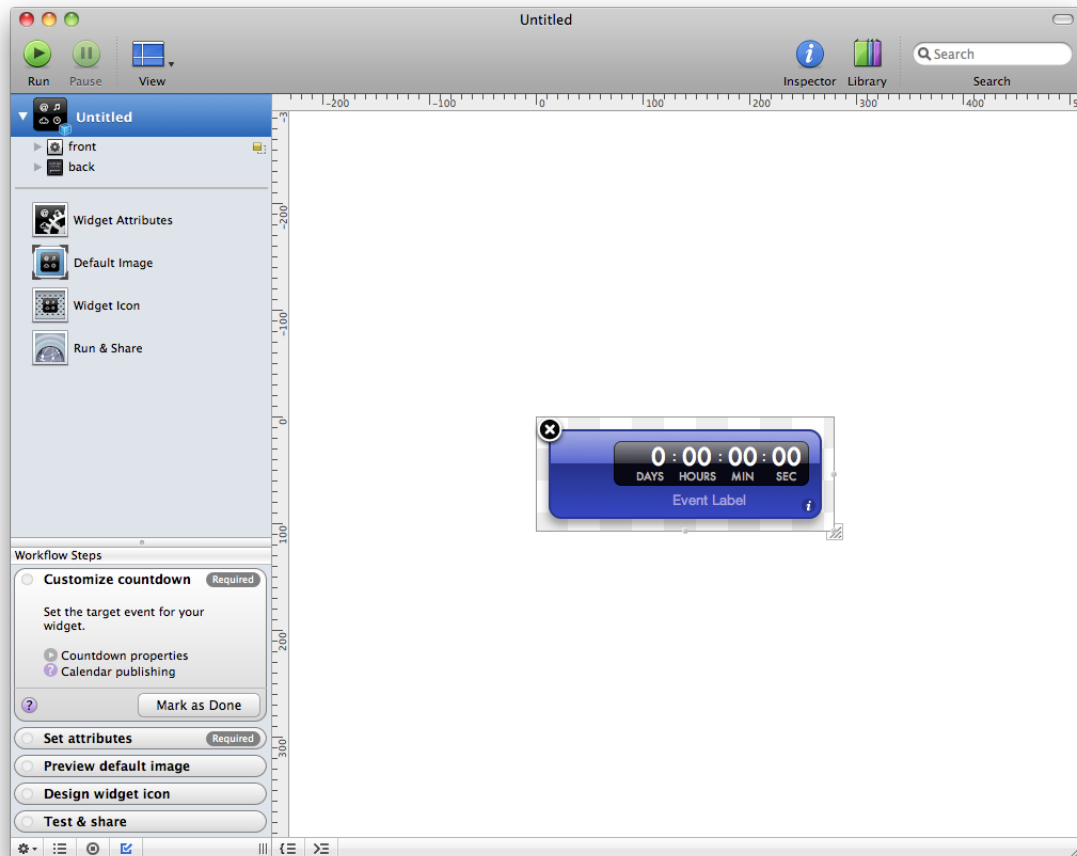 Untitled
Run
Pause
View
Inspector
Library
Search
Search
Untitled
front
back
Widget Attributes
Default Image
Widget Icon
Run & Share
-200
-100
0
100
200
300
400
-200
-100
0
100
200
300
0 : 00 : 00 : 00
DAYS HOURS MIN SEC
Event Label
Workflow Steps
Customize countdown Required
Set the target event for your
widget.
Countdown properties
Calendar publishing
Mark as Done
Set attributes Required
Preview default image
Design widget icon
Test & share